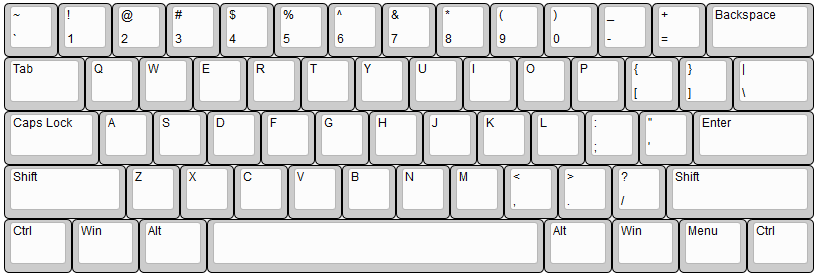 ~ ! @ # $ % ^ & * ( ) _ + Backspace
` 1 2 3 4 5 6 7 8 9 0 - =
Tab Q W E R T Y U I O P { } |
[ ] \
Caps Lock A S D F G H J K L : " Enter
; '
Shift Z X C V B N M < > ? Shift
, . /
Ctrl Win Alt Alt Win Menu Ctrl